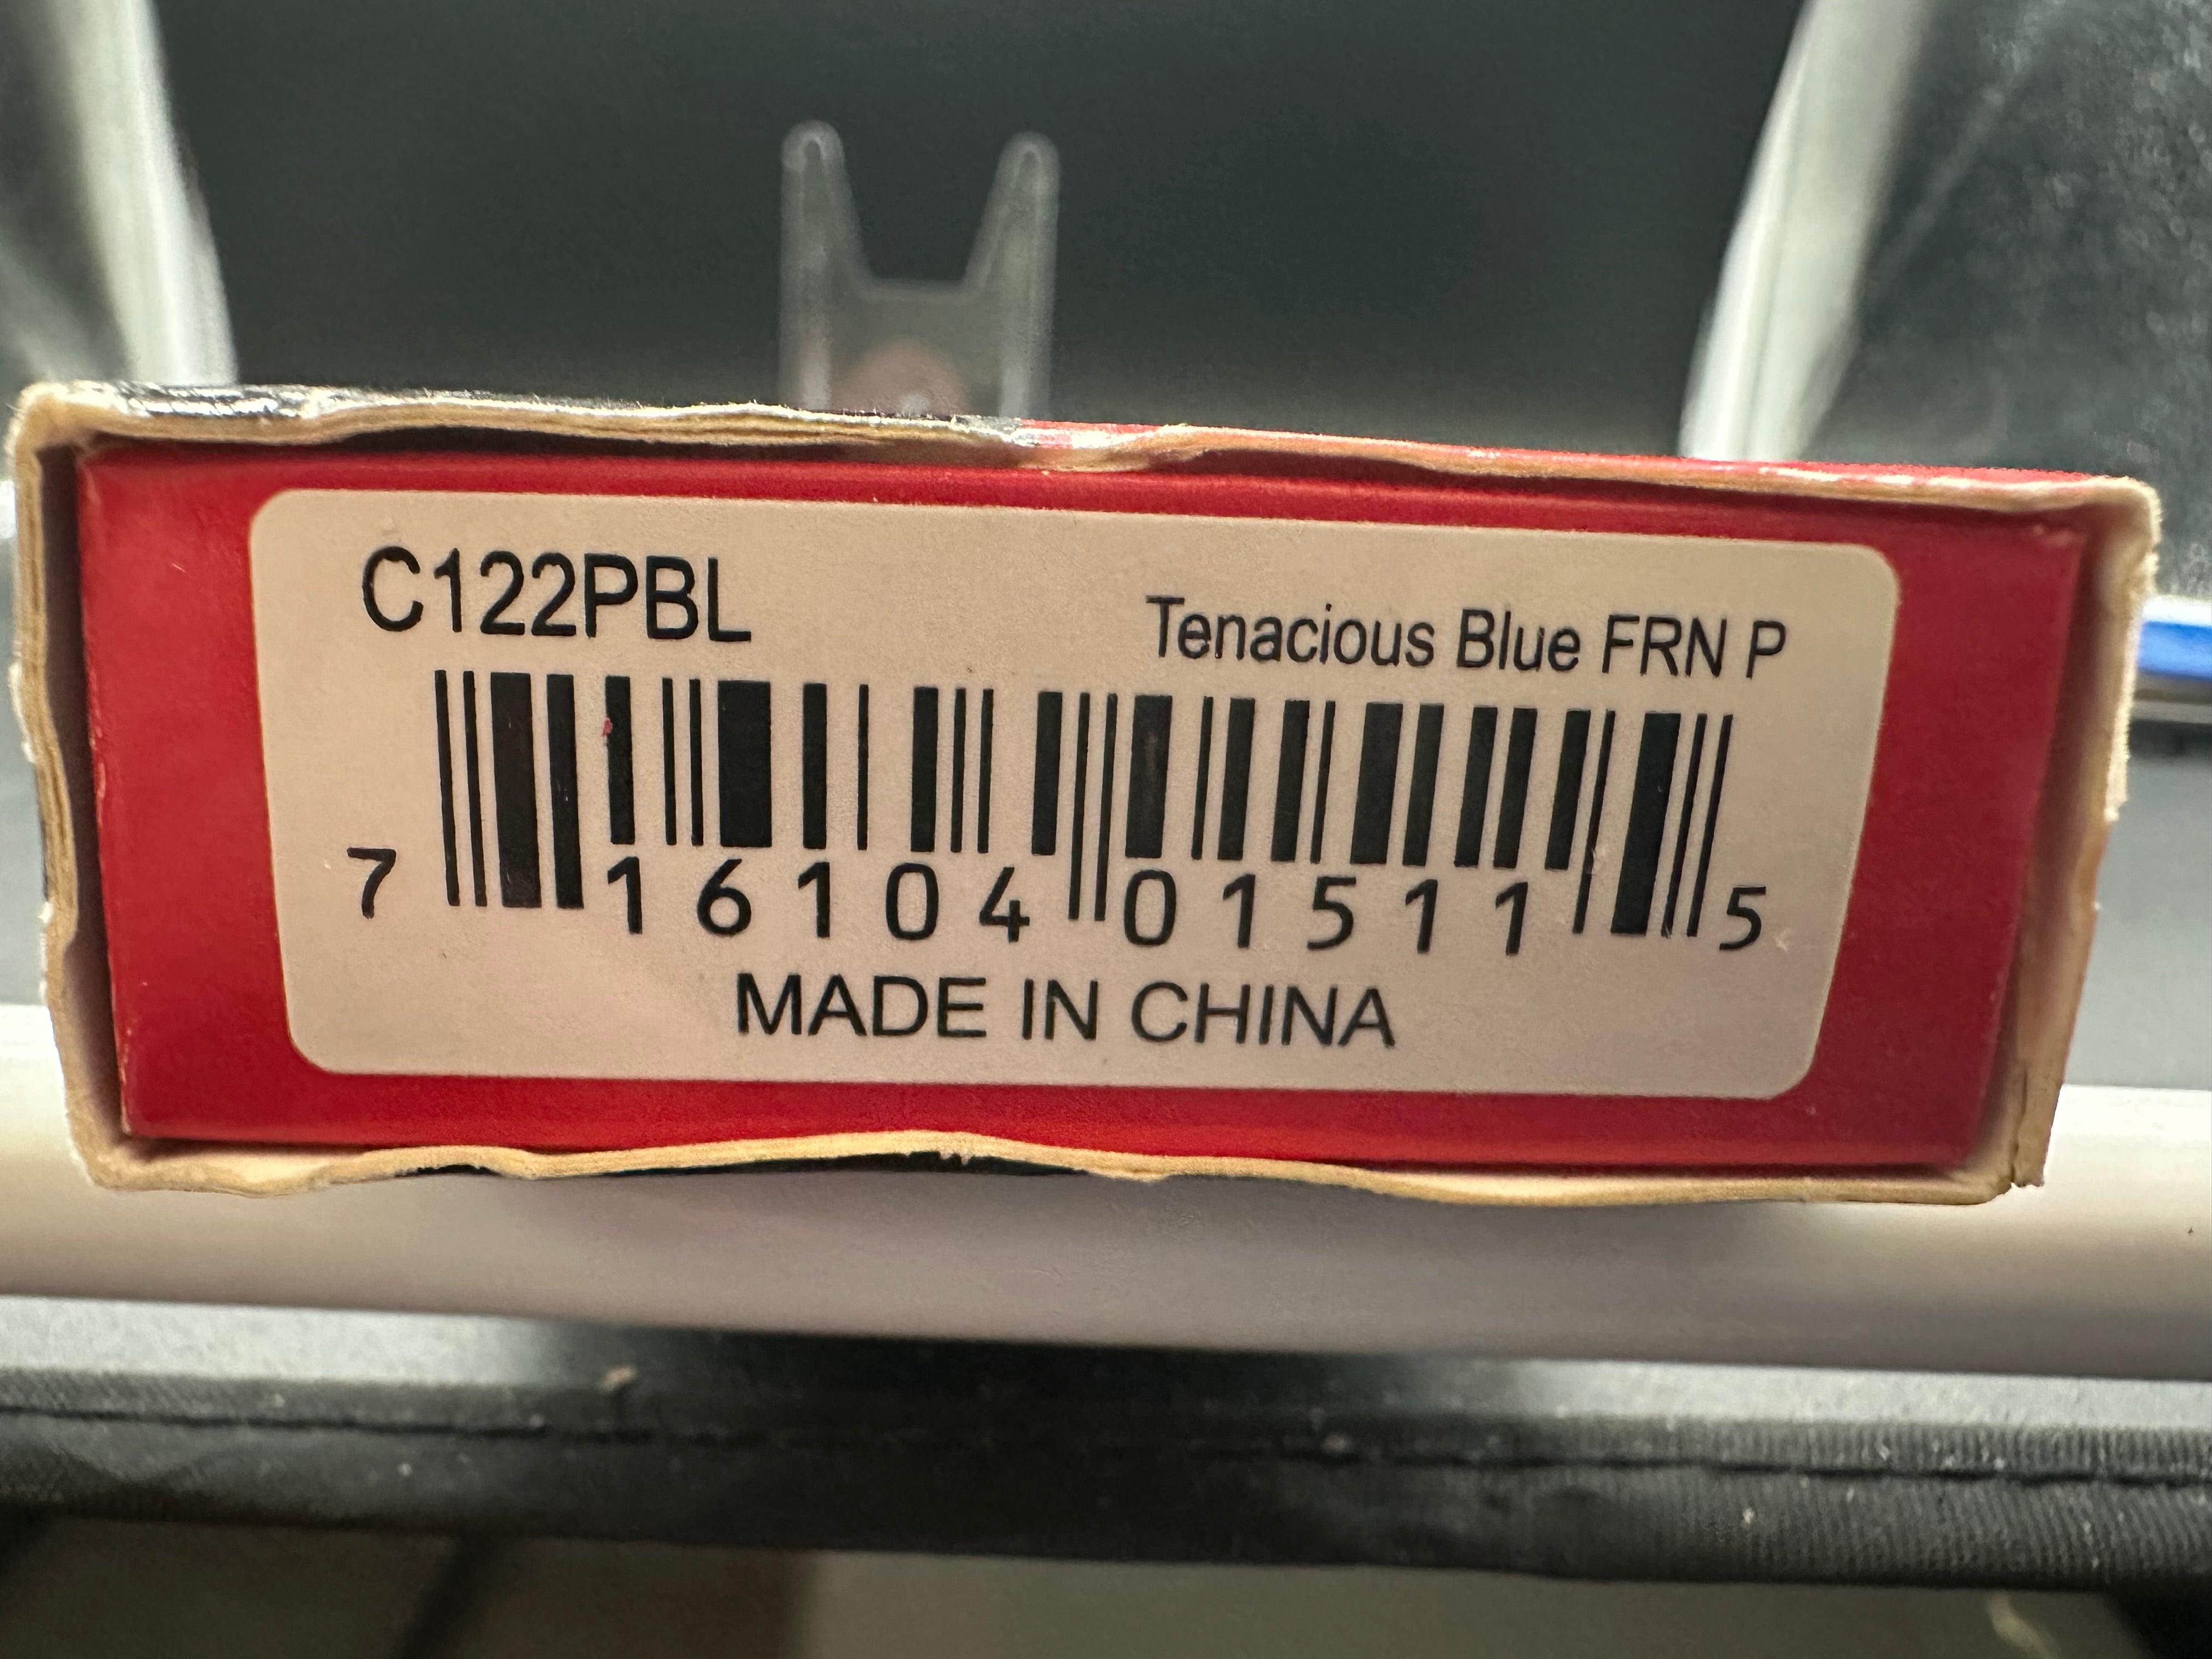 C122PBL
Tenacious Blue FRN P
7 16104 01511 5
MADE IN CHINA